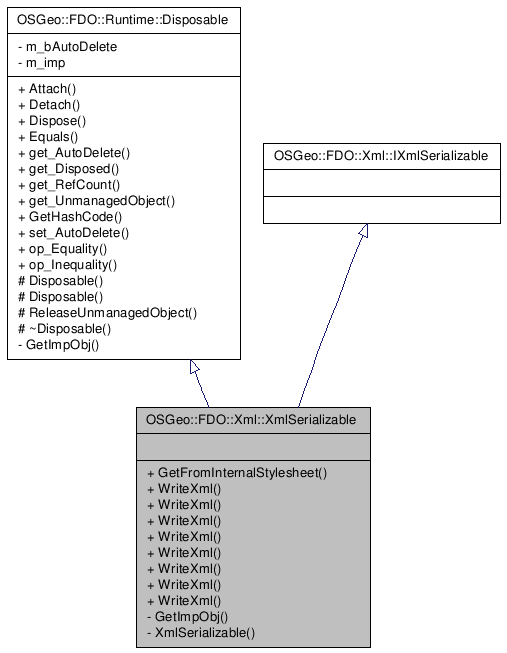 OSGeo::FDO::Runtime::Disposable
- m_bAutoDelete
- m_imp
+ Attach()
+ Detach()
+ Dispose()
+ Equals()
+ get_AutoDelete()
+ get_Disposed()
+ get_RefCount()
+ get_UnmanagedObject()
+ GetHashCode()
+ set_AutoDelete()
+ op_Equality()
+ op_Inequality()
# Disposable()
# Disposable()
# ReleaseUnmanagedObject()
# ~Disposable()
- GetImpObj()
OSGeo::FDO::Xml::IXmlSerializable
OSGeo::FDO::Xml::XmlSerializable
+ GetFromInternalStylesheet()
+ WriteXml()
+ WriteXml()
+ WriteXml()
+ WriteXml()
+ WriteXml()
+ WriteXml()
+ WriteXml()
+ WriteXml()
- GetImpObj()
- XmlSerializable()